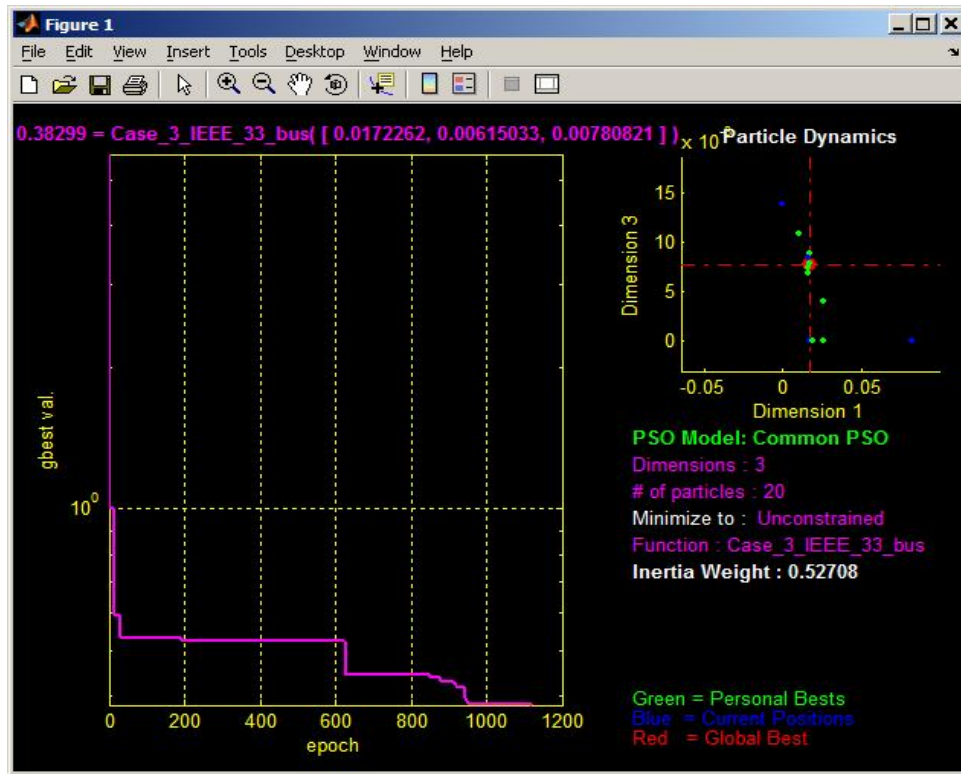 Figure 1
File Edit View Insert Tools Desktop Window Help
0.38299 = Case_3_IEEE_33_bus( [ 0.0172262, 0.00615033, 0.00780821 ] )
Particle Dynamics
x 10
15
10
5
0
Dimension 3
-0.05 0 0.05
Dimension 1
gbest val.
10^0
0 200 400 600 800 1000 1200
epoch
PSO Model: Common PSO
Dimensions : 3
# of particles : 20
Minimize to : Unconstrained
Function : Case_3_IEEE_33_bus
Inertia Weight : 0.52708
Green = Personal Bests
Blue = Current Positions
Red = Global Best